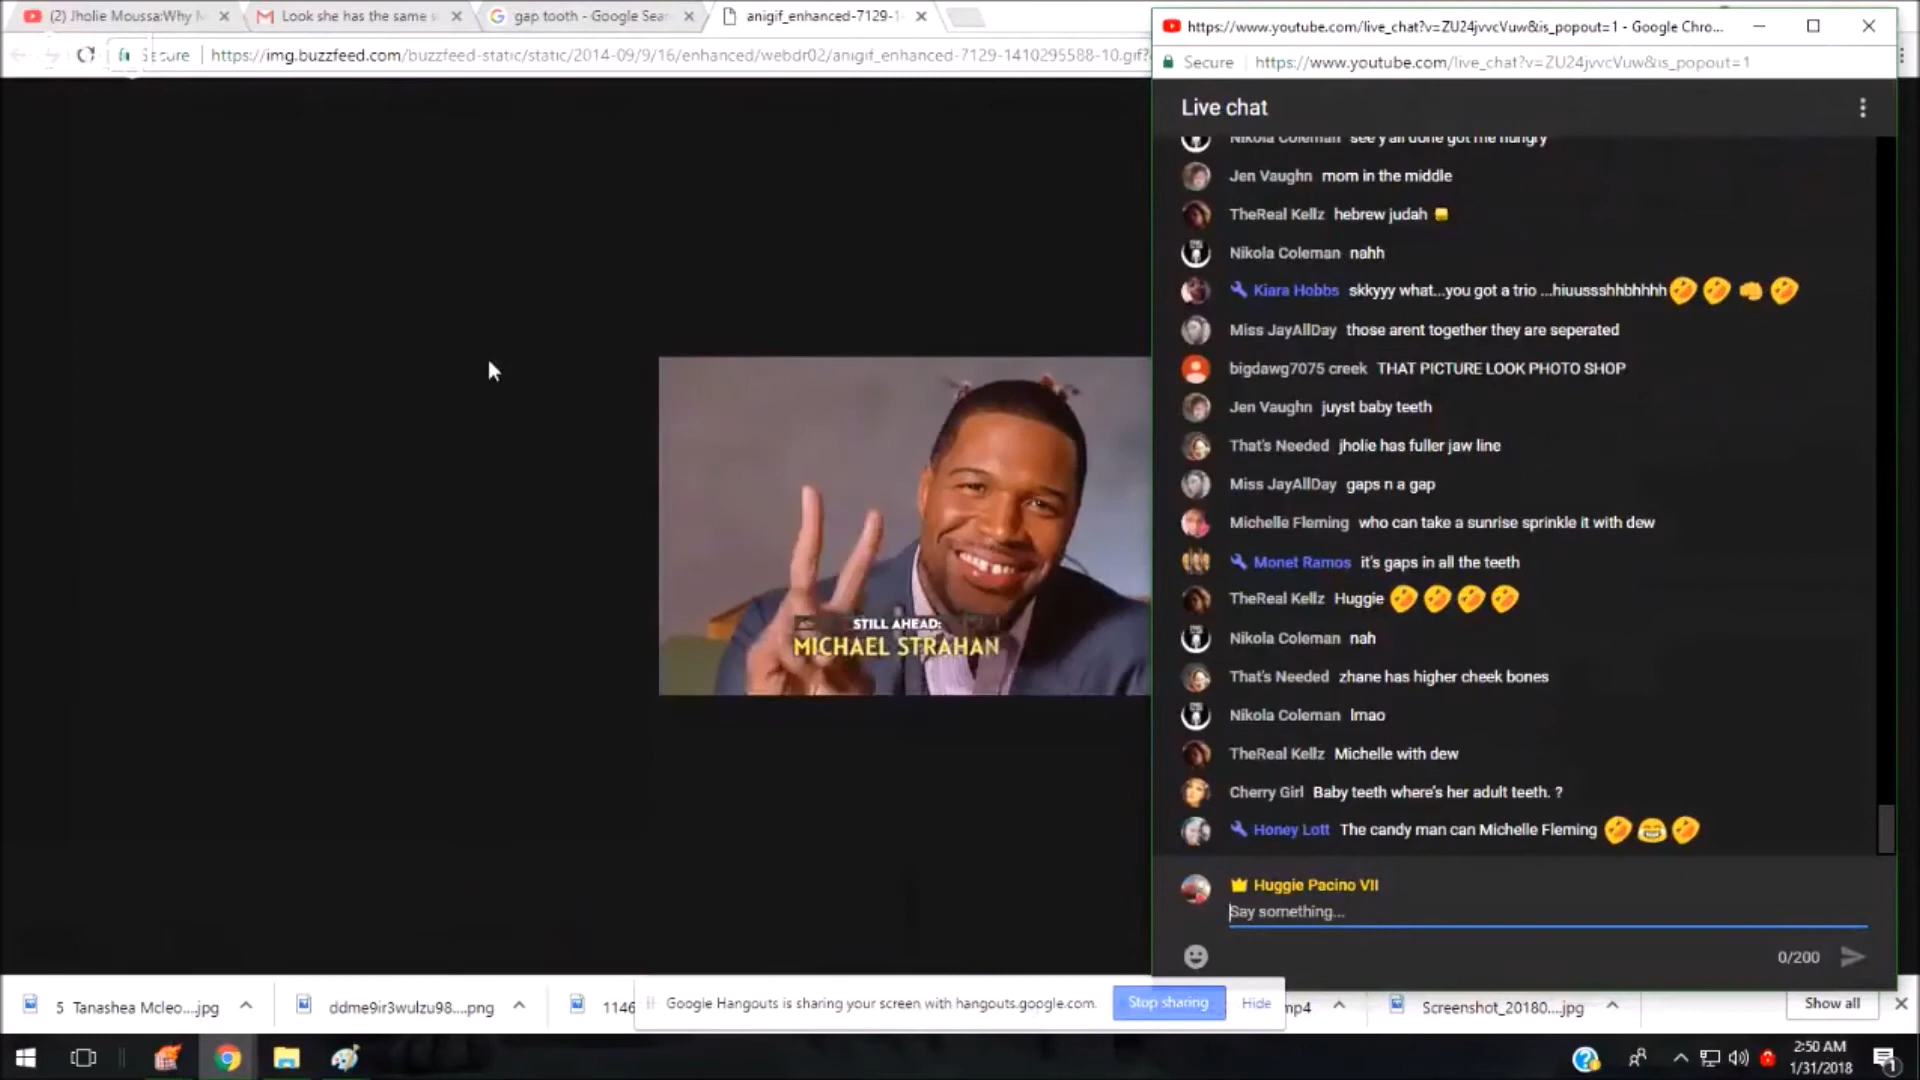 (2) Jholie Moussa:Why M
Look she has the same s
gap tooth - Google Sear
anigif_enhanced-7129-1
Secure
https://img.buzzfeed.com/buzzfeed-static/static/2014-09/9/16/enhanced/webdr02/anigif_enhanced-7129-1410295588-10.gif?
https://www.youtube.com/live_chat?v=ZU24jvvcVuw&is_popout=1 - Google Chro...
Secure https://www.youtube.com/live_chat?v=ZU24jvvcVuw&is_popout=1
Live chat
Nikola Coleman see y'all done got me hungry
Jen Vaughn mom in the middle
TheReal Kellz hebrew judah
Nikola Coleman nahh
Kiara Hobbs skkyyy what...you got a trio ...hiuussshhbhhhh
Miss JayAllDay those arent together they are seperated
bigdawg7075 creek THAT PICTURE LOOK PHOTO SHOP
Jen Vaughn juyst baby teeth
That's Needed jholie has fuller jaw line
Miss JayAllDay gaps n a gap
Michelle Fleming who can take a sunrise sprinkle it with dew
Monet Ramos it's gaps in all the teeth
TheReal Kellz Huggie
Nikola Coleman nah
That's Needed zhane has higher cheek bones
Nikola Coleman lmao
TheReal Kellz Michelle with dew
Cherry Girl Baby teeth where's her adult teeth. ?
Honey Lott The candy man can Michelle Fleming
Huggie Pacino VII
Say something...
0/200
STILL AHEAD:
MICHAEL STRAHAN
5 Tanashea Mcleo....jpg
ddme9ir3wulzu98....png
1146
Google Hangouts is sharing your screen with hangouts.google.com.
Stop sharing
Hide
mp4
Screenshot_20180....jpg
Show all
2:50 AM
1/31/2018
1